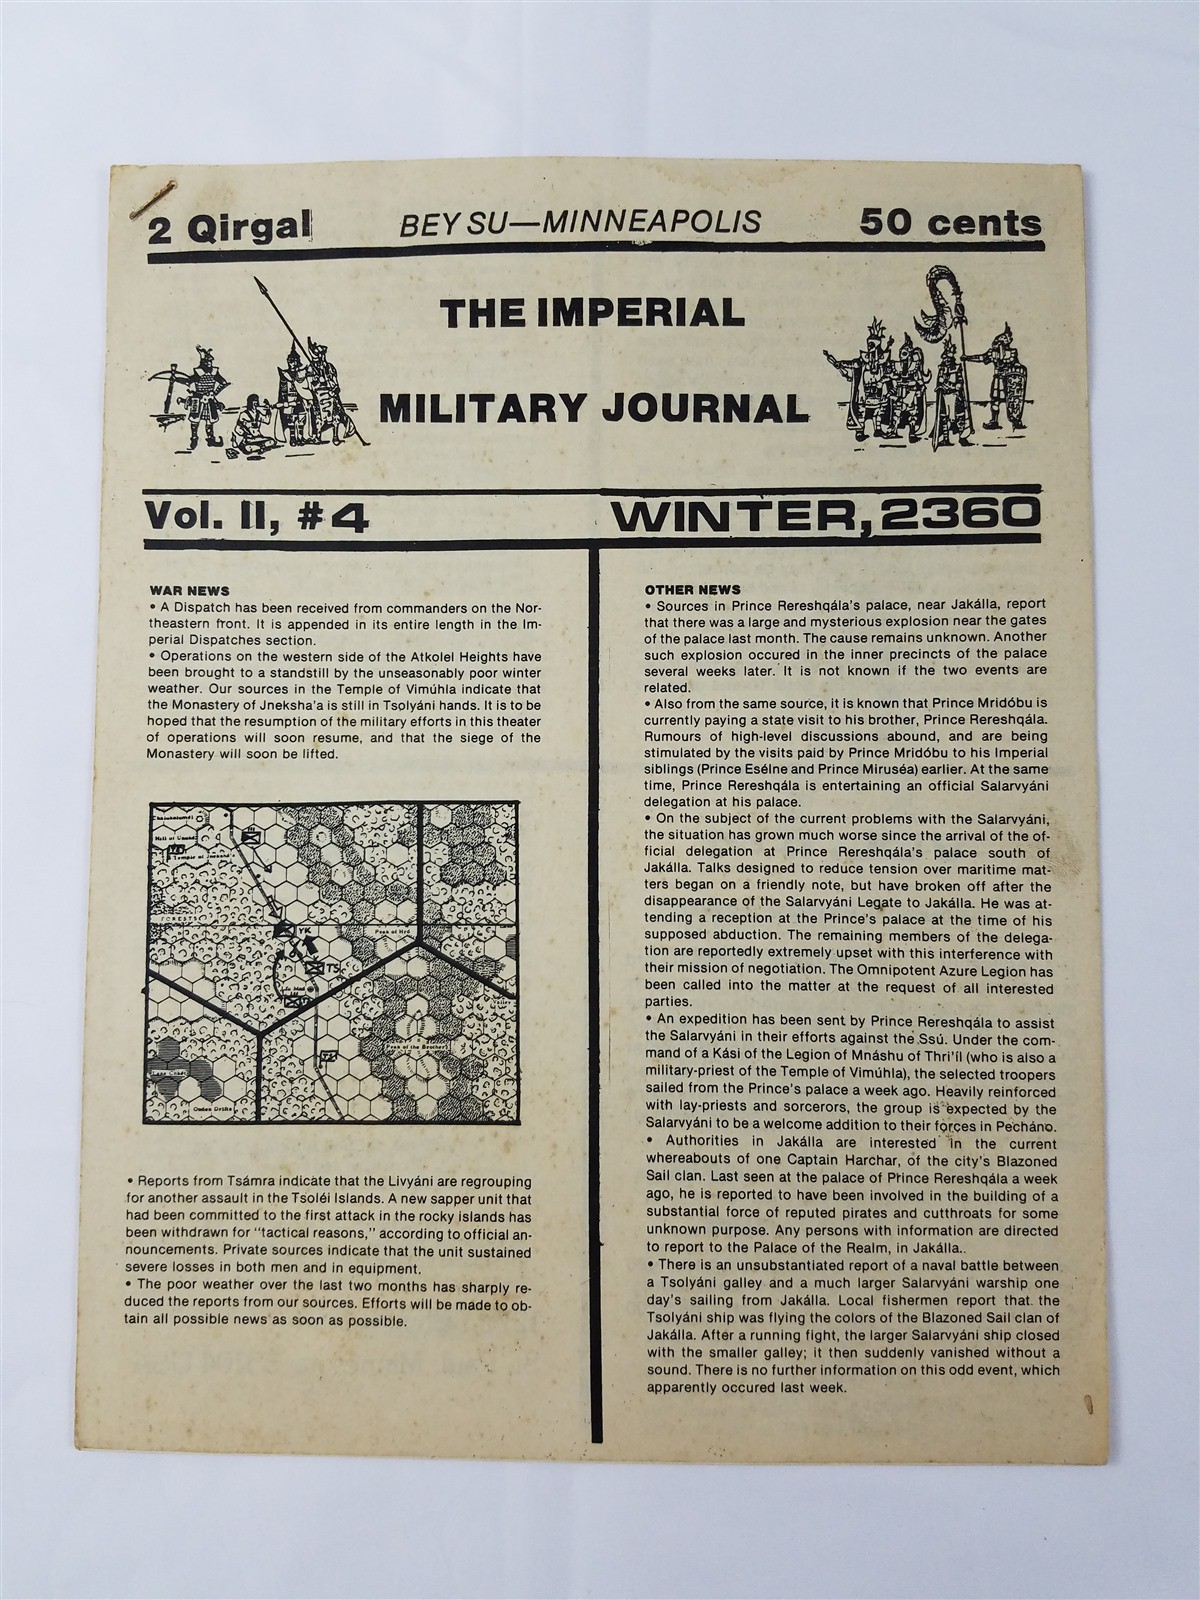 2 Qirgal
BEY SU—MINNEAPOLIS
50 cents
THE IMPERIAL
MILITARY JOURNAL
Vol. II, #4
WINTER, 2360
WAR NEWS
• A Dispatch has been received from commanders on the Nor-
theastern front. It is appended in its entire length in the Im-
perial Dispatches section.
• Operations on the western side of the Atkolel Heights have
been brought to a standstill by the unseasonably poor winter
weather. Our sources in the Temple of Vimúhla indicate that
the Monastery of Jneksha'a is still in Tsolyáni hands. It is to be
hoped that the resumption of the military efforts in this theater
of operations will soon resume, and that the siege of the
Monastery will soon be lifted.
Temple of Jneksha'a
FORESTS
YK
Peak of
TS
Peak of the Brother
• Reports from Tsámra indicate that the Livyáni are regrouping
for another assault in the Tsoléi Islands. A new sapper unit that
had been committed to the first attack in the rocky islands has
been withdrawn for "tactical reasons," according to official an-
nouncements. Private sources indicate that the unit sustained
severe losses in both men and in equipment.
• The poor weather over the last two months has sharply re-
duced the reports from our sources. Efforts will be made to ob-
tain all possible news as soon as possible.
OTHER NEWS
• Sources in Prince Rereshqála's palace, near Jakálla, report
that there was a large and mysterious explosion near the gates
of the palace last month. The cause remains unknown. Another
such explosion occured in the inner precincts of the palace
several weeks later. It is not known if the two events are
related.
• Also from the same source, it is known that Prince Mridóbu is
currently paying a state visit to his brother, Prince Rereshqála.
Rumours of high-level discussions abound, and are being
stimulated by the visits paid by Prince Mridóbu to his Imperial
siblings (Prince Esélne and Prince Miruséa) earlier. At the same
time, Prince Rereshqála is entertaining an official Salarvyáni
delegation at his palace.
• On the subject of the current problems with the Salarvyáni,
the situation has grown much worse since the arrival of the of-
ficial delegation at Prince Rereshqála's palace south of
Jakálla. Talks designed to reduce tension over maritime mat-
ters began on a friendly note, but have broken off after the
disappearance of the Salarvyáni Legate to Jakálla. He was at-
tending a reception at the Prince's palace at the time of his
supposed abduction. The remaining members of the delega-
tion are reportedly extremely upset with this interference with
their mission of negotiation. The Omnipotent Azure Legion has
been called into the matter at the request of all interested
parties.
• An expedition has been sent by Prince Rereshqála to assist
the Salarvyáni in their efforts against the Ssú. Under the com-
mand of a Kási of the Legion of Mnáshu of Thri'íl (who is also a
military-priest of the Temple of Vimúhla), the selected troopers
sailed from the Prince's palace a week ago. Heavily reinforced
with lay-priests and sorcerors, the group is expected by the
Salarvyáni to be a welcome addition to their forces in Pecháno.
• Authorities in Jakálla are interested in the current
whereabouts of one Captain Harchar, of the city's Blazoned
Sail clan. Last seen at the palace of Prince Rereshqála a week
ago, he is reported to have been involved in the building of a
substantial force of reputed pirates and cutthroats for some
unknown purpose. Any persons with information are directed
to report to the Palace of the Realm, in Jakálla..
• There is an unsubstantiated report of a naval battle between
a Tsolyáni galley and a much larger Salarvyáni warship one
day's sailing from Jakálla. Local fishermen report that the
Tsolyáni ship was flying the colors of the Blazoned Sail clan of
Jakálla. After a running fight, the larger Salarvyáni ship closed
with the smaller galley; it then suddenly vanished without a
sound. There is no further information on this odd event, which
apparently occured last week.